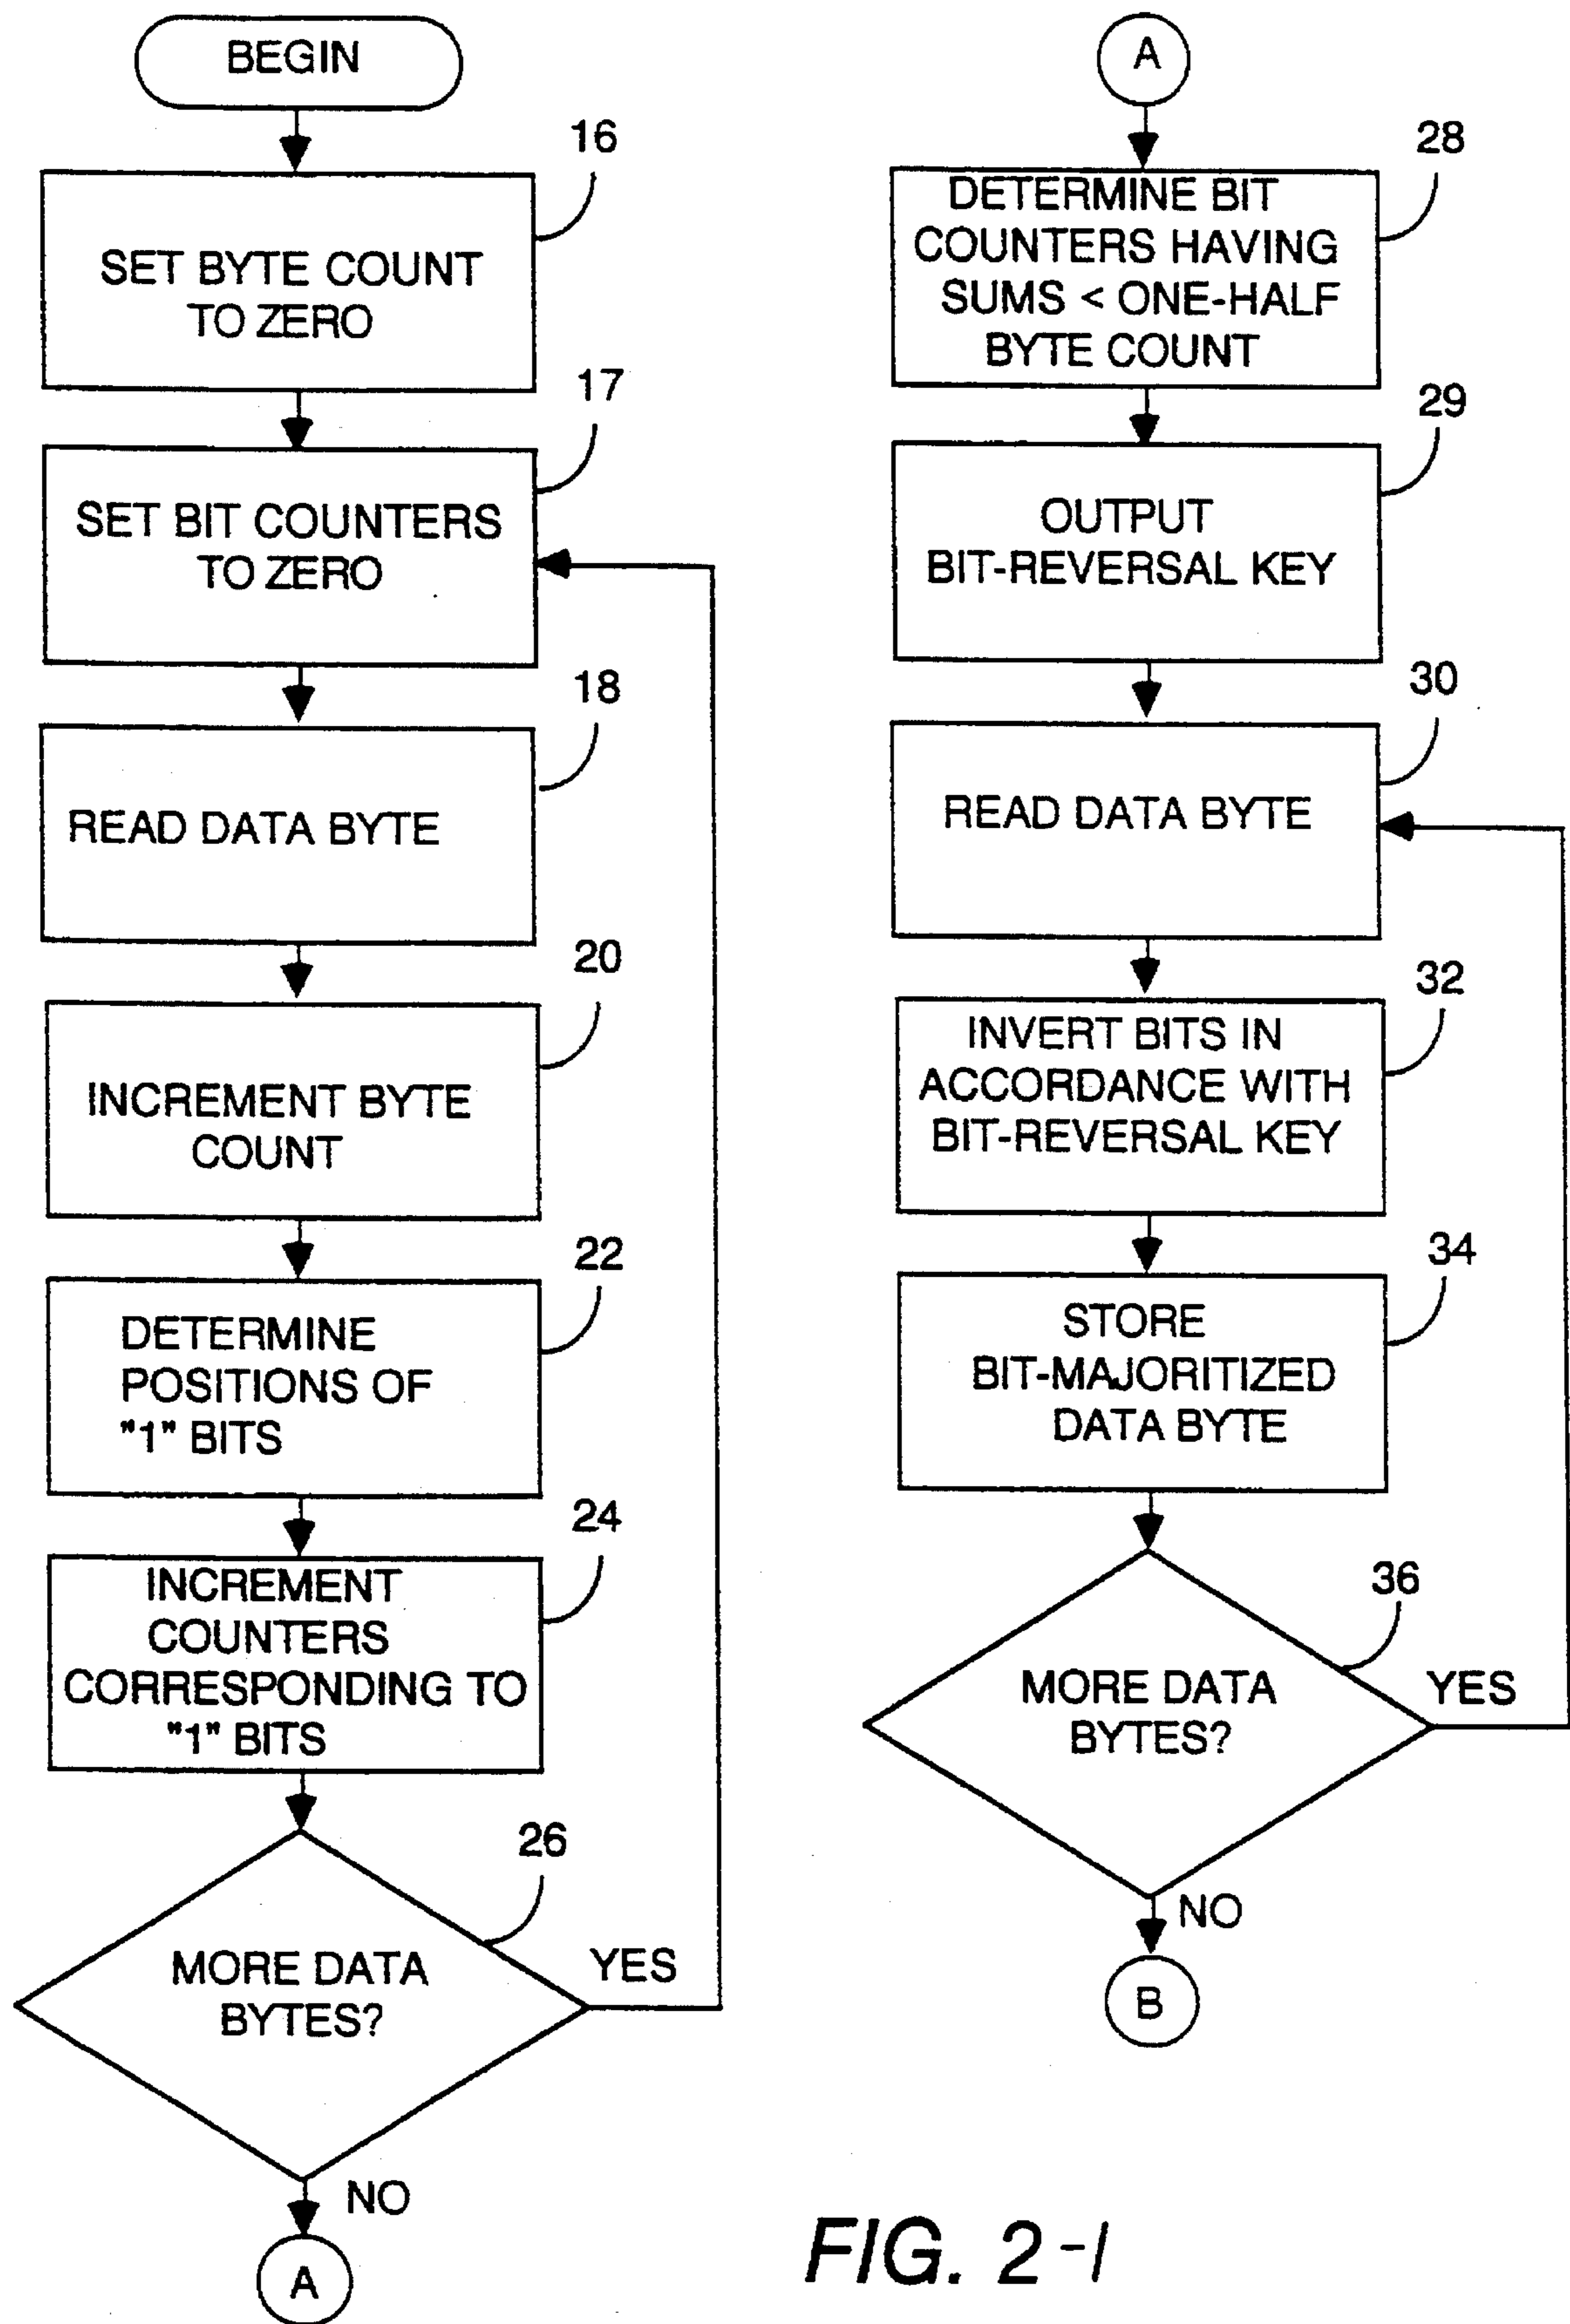 BEGIN
16
SET BYTE COUNT
TO ZERO
17
SET BIT COUNTERS
TO ZERO
18
READ DATA BYTE
20
INCREMENT BYTE
COUNT
22
DETERMINE
POSITIONS OF
"1" BITS
24
INCREMENT
COUNTERS
CORRESPONDING TO
"1" BITS
26
MORE DATA
BYTES?
YES
NO
A
A
28
DETERMINE BIT
COUNTERS HAVING
SUMS < ONE-HALF
BYTE COUNT
29
OUTPUT
BIT-REVERSAL KEY
30
READ DATA BYTE
32
INVERT BITS IN
ACCORDANCE WITH
BIT-REVERSAL KEY
34
STORE
BIT-MAJORITIZED
DATA BYTE
36
MORE DATA
BYTES?
YES
NO
B
FIG. 2-1